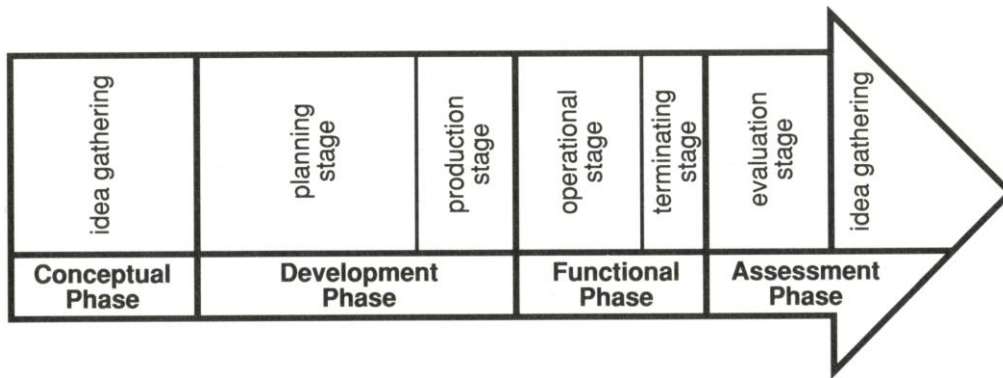 idea gathering
planning
stage
production
stage
operational
stage
terminating
stage
evaluation
stage
idea gathering
Conceptual
Phase
Development
Phase
Functional
Phase
Assessment
Phase